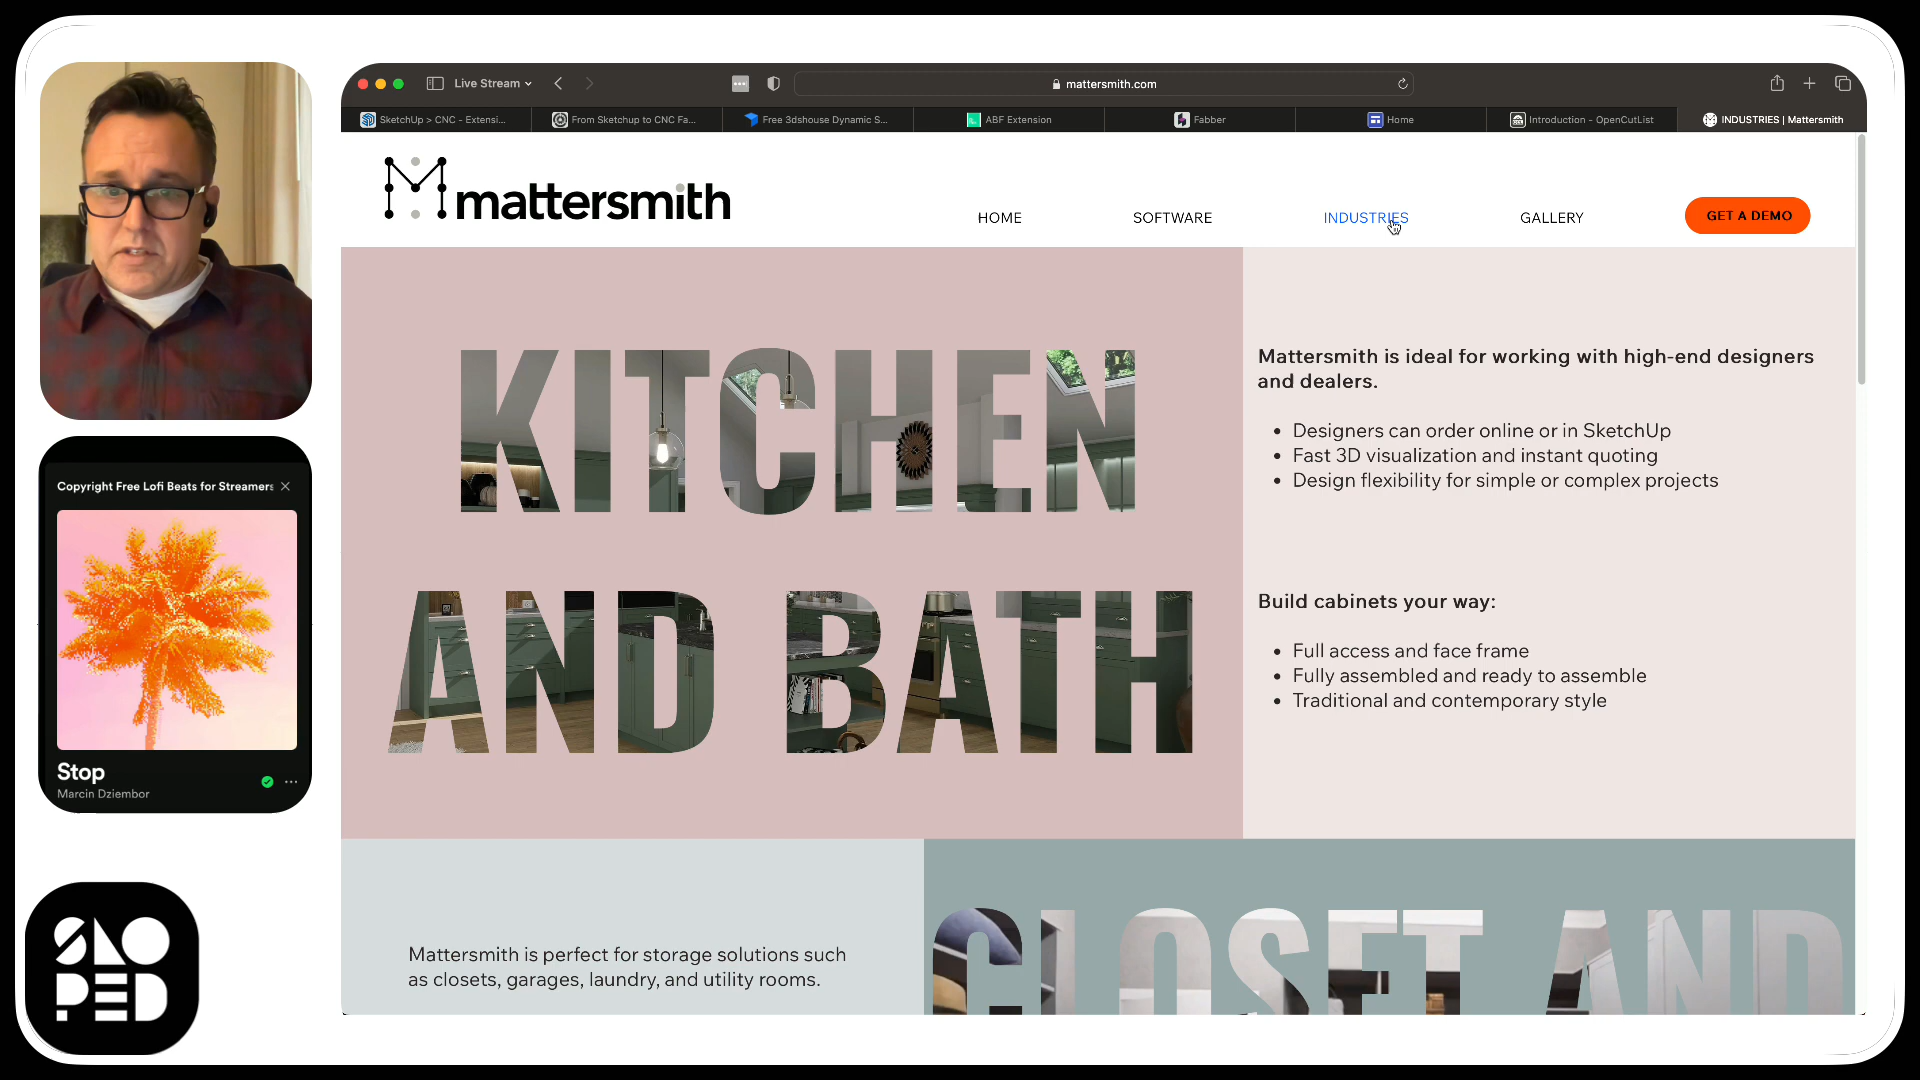 Live Stream
mattersmith.com
SketchUp > CNC - Extensi...
From Sketchup to CNC Fa...
Free 3dshouse Dynamic S...
ABF Extension
Fabber
Home
Introduction - OpenCutList
INDUSTRIES | Mattersmith
mattersmith
HOME
SOFTWARE
INDUSTRIES
GALLERY
GET A DEMO
KITCHEN
AND BATH
Mattersmith is ideal for working with high-end designers
and dealers.
• Designers can order online or in SketchUp
• Fast 3D visualization and instant quoting
• Design flexibility for simple or complex projects
Build cabinets your way:
• Full access and face frame
• Fully assembled and ready to assemble
• Traditional and contemporary style
Mattersmith is perfect for storage solutions such
as closets, garages, laundry, and utility rooms.
CLOSET AND
Copyright Free Lofi Beats for Streamers
Stop
Marcin Dziembor
SLO
PED